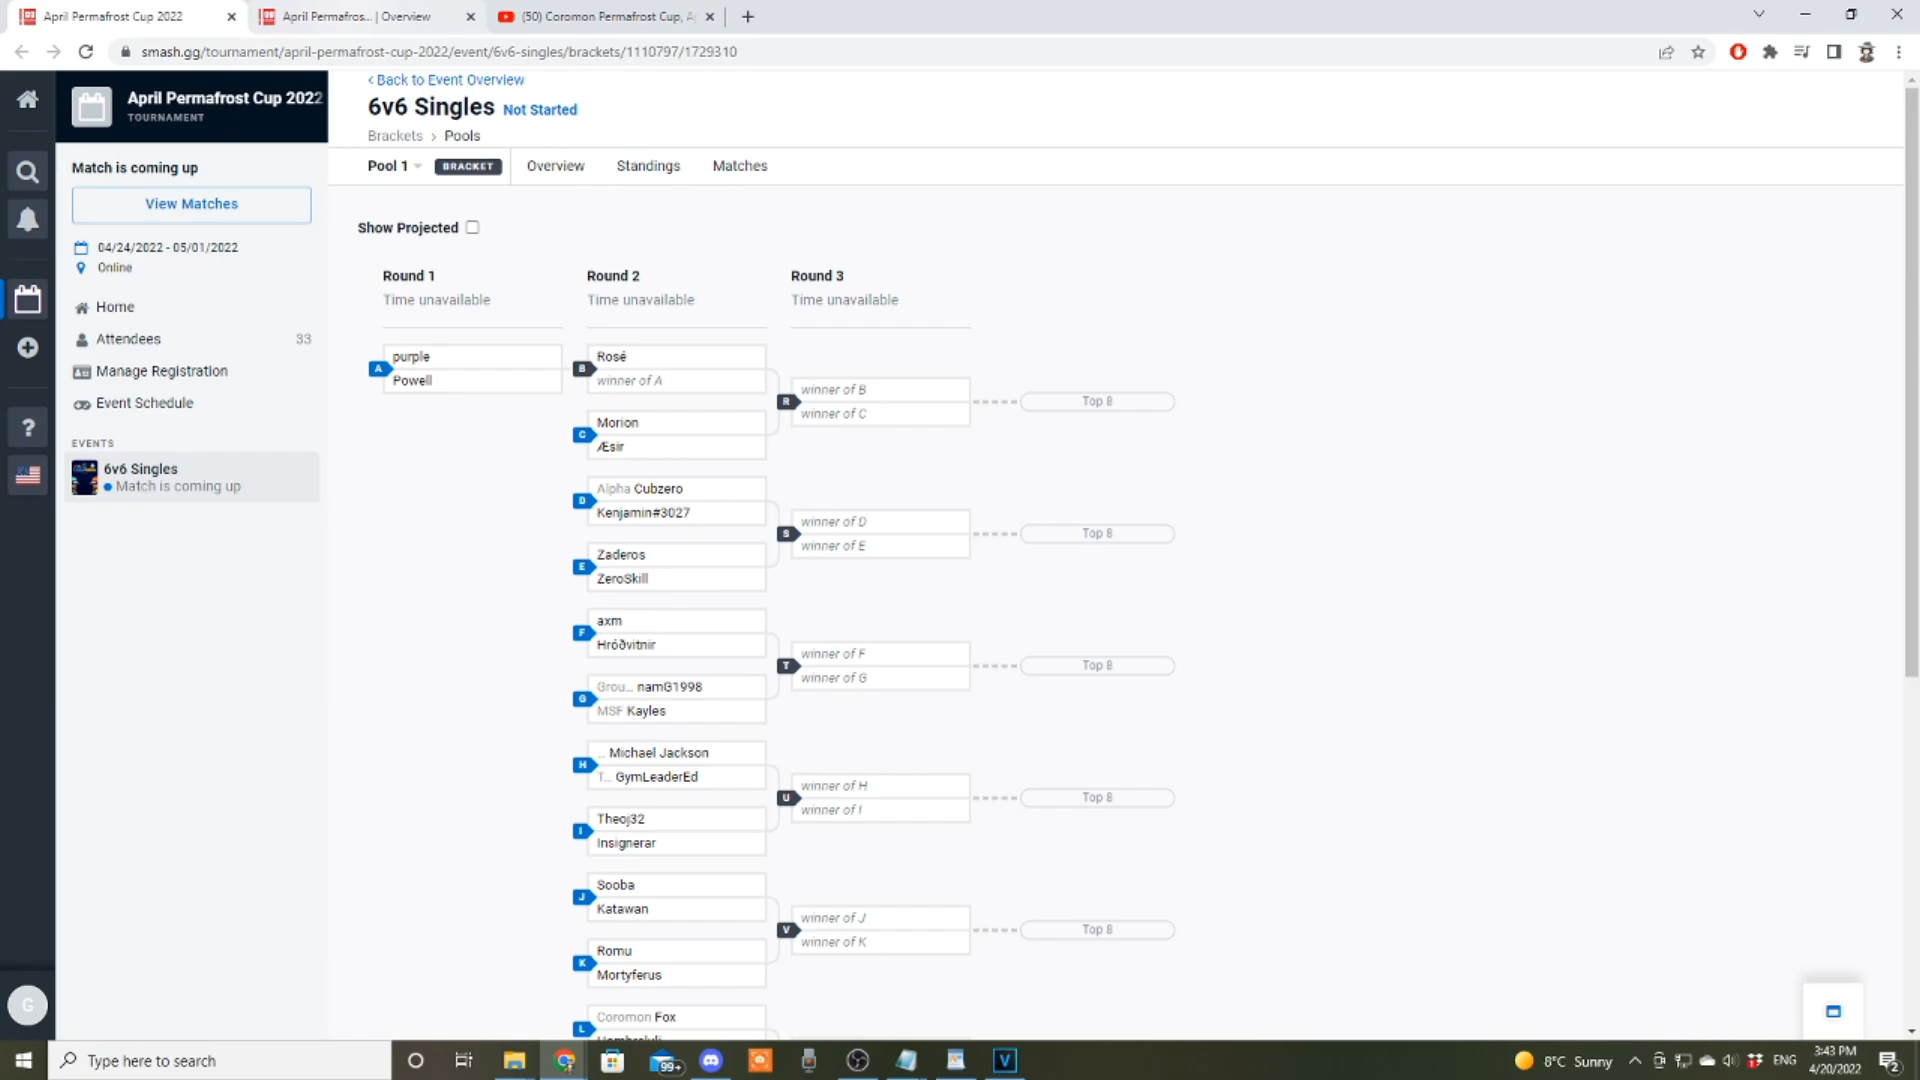 April Permafrost Cup 2022
April Permafros... | Overview
(50) Coromon Permafrost Cup, A
smash.gg/tournament/april-permafrost-cup-2022/event/6v6-singles/brackets/1110797/1729310
April Permafrost Cup 2022
TOURNAMENT
Match is coming up
View Matches
04/24/2022 - 05/01/2022
Online
Home
Attendees 33
Manage Registration
Event Schedule
EVENTS
6v6 Singles
Match is coming up
?
G
< Back to Event Overview
6v6 Singles Not Started
Brackets > Pools
Pool 1 BRACKET Overview Standings Matches
Show Projected
Round 1 Round 2 Round 3
Time unavailable Time unavailable Time unavailable
A
purple
Powell
B
Rosé
winner of A
C
Morion
Æsir
R
winner of B
winner of C
Top 8
D
Alpha Cubzero
Kenjamin#3027
E
Zaderos
ZeroSkill
S
winner of D
winner of E
Top 8
F
axm
Hróðvitnir
G
Grou... namG1998
MSF Kayles
T
winner of F
winner of G
Top 8
H
... Michael Jackson
T... GymLeaderEd
I
Theoj32
Insignerar
U
winner of H
winner of I
Top 8
J
Sooba
Katawan
K
Romu
Mortyferus
V
winner of J
winner of K
Top 8
L
Coromon Fox
Type here to search
99+
V
8°C Sunny
ENG
3:43 PM
4/20/2022
2